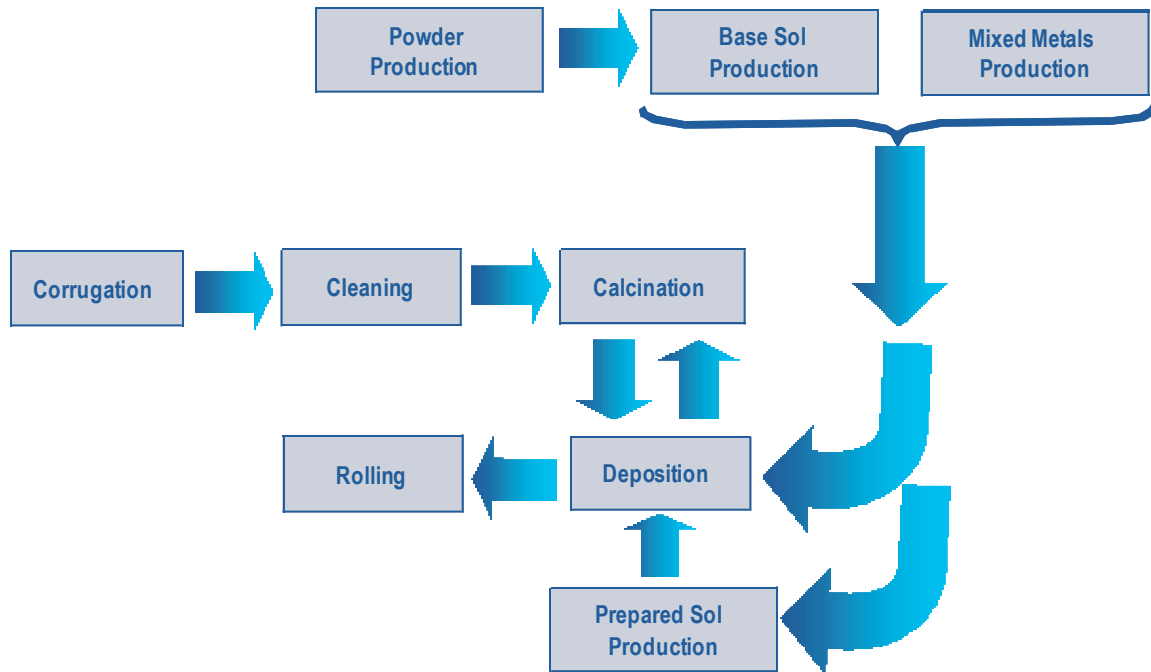 Powder
Production
Base Sol
Production
Mixed Metals
Production
Corrugation
Cleaning
Calcination
Rolling
Deposition
Prepared Sol
Production